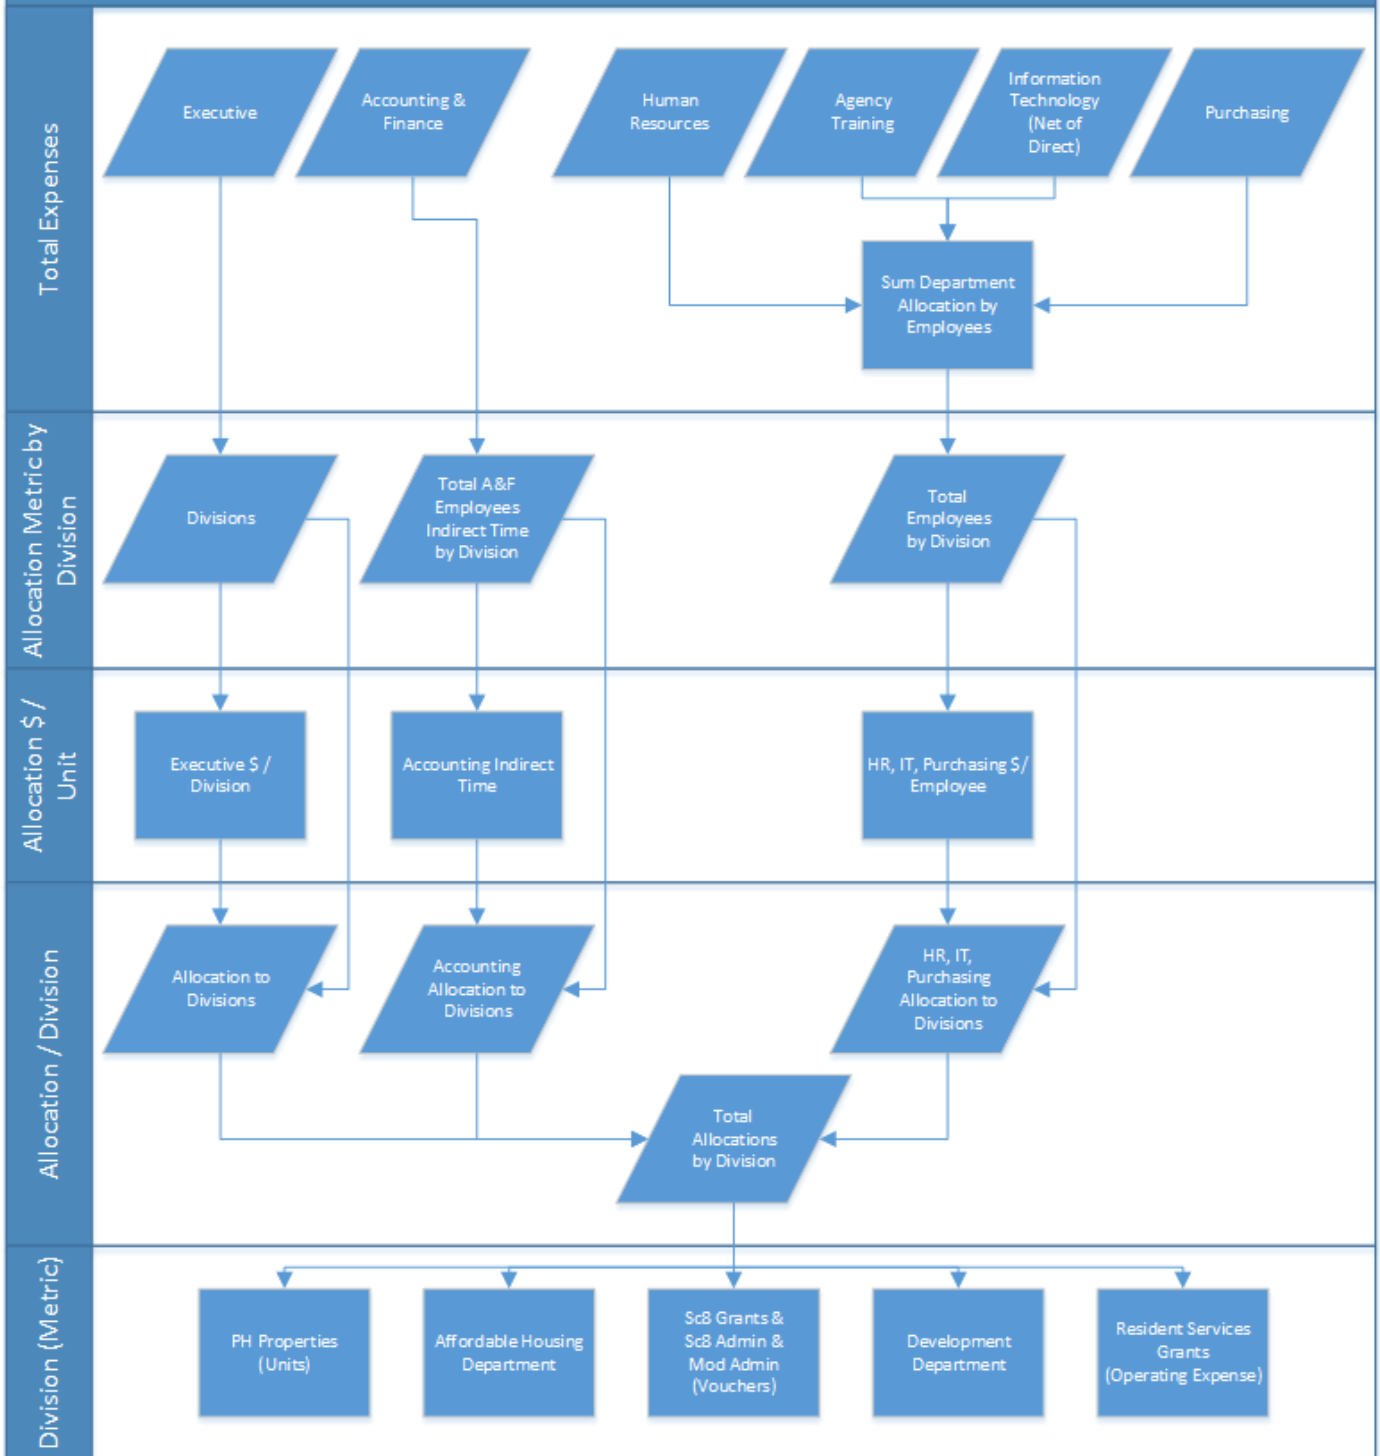 Total Expenses
Executive
Accounting &
Finance
Human
Resources
Agency
Training
Information
Technology
(Net of
Direct)
Purchasing
Sum Department
Allocation by
Employees
Allocation Metric by
Division
Divisions
Total A&F
Employees
Indirect Time
by Division
Total
Employees
by Division
Allocation $ /
Unit
Executive $ /
Division
Accounting Indirect
Time
HR, IT, Purchasing $/
Employee
Allocation / Division
Allocation to
Divisions
Accounting
Allocation to
Divisions
HR, IT,
Purchasing
Allocation to
Divisions
Total
Allocations
by Division
Division (Metric)
PH Properties
(Units)
Affordable Housing
Department
Sc8 Grants &
Sc8 Admin &
Mod Admin
(Vouchers)
Development
Department
Resident Services
Grants
(Operating Expense)